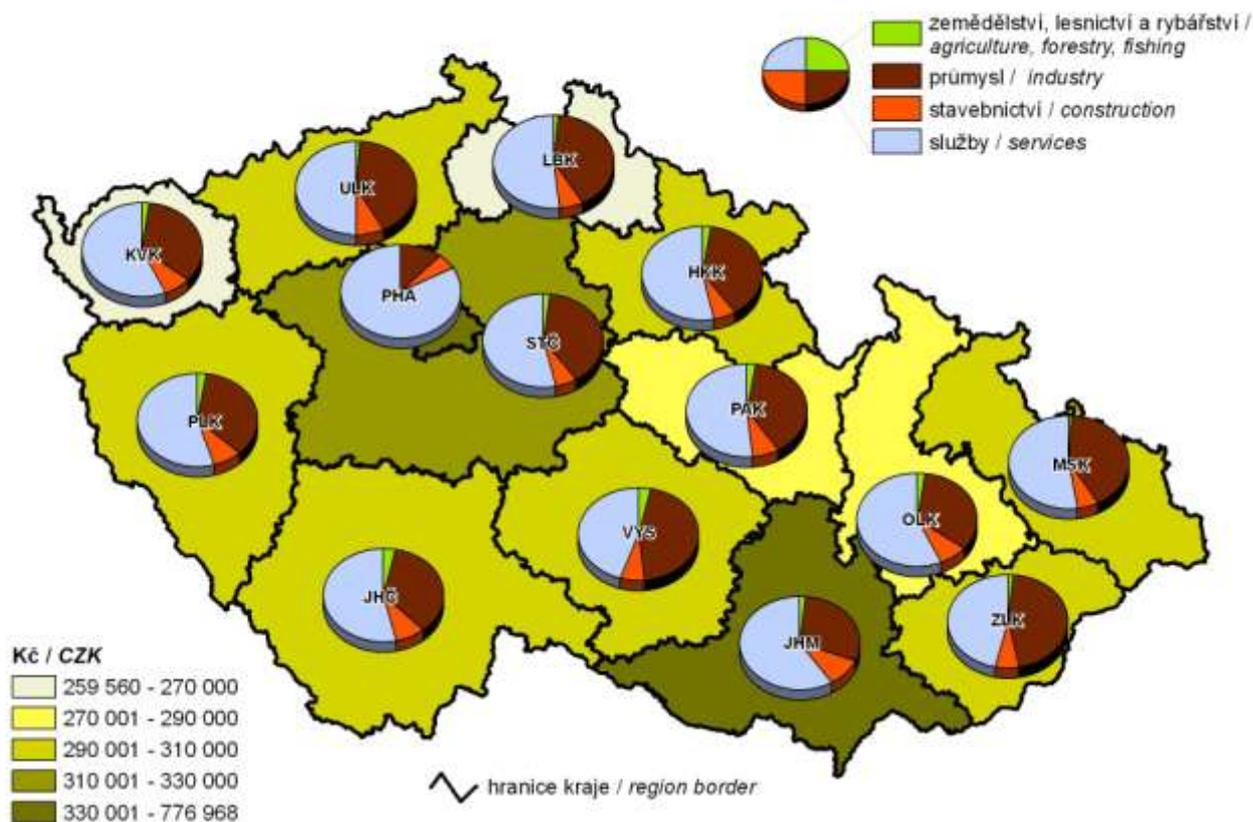 zemědělství, lesnictví a rybářství /
agriculture, forestry, fishing
průmysl / industry
stavebnictví / construction
služby / services
LBK
ULK
KVK
HKK
PHA
STČ
PAK
PLK
MSK
OLK
VYS
JHČ
ZLK
JHM
Kč / CZK
259 560 - 270 000
270 001 - 290 000
290 001 - 310 000
310 001 - 330 000
330 001 - 776 968
hranice kraje / region border